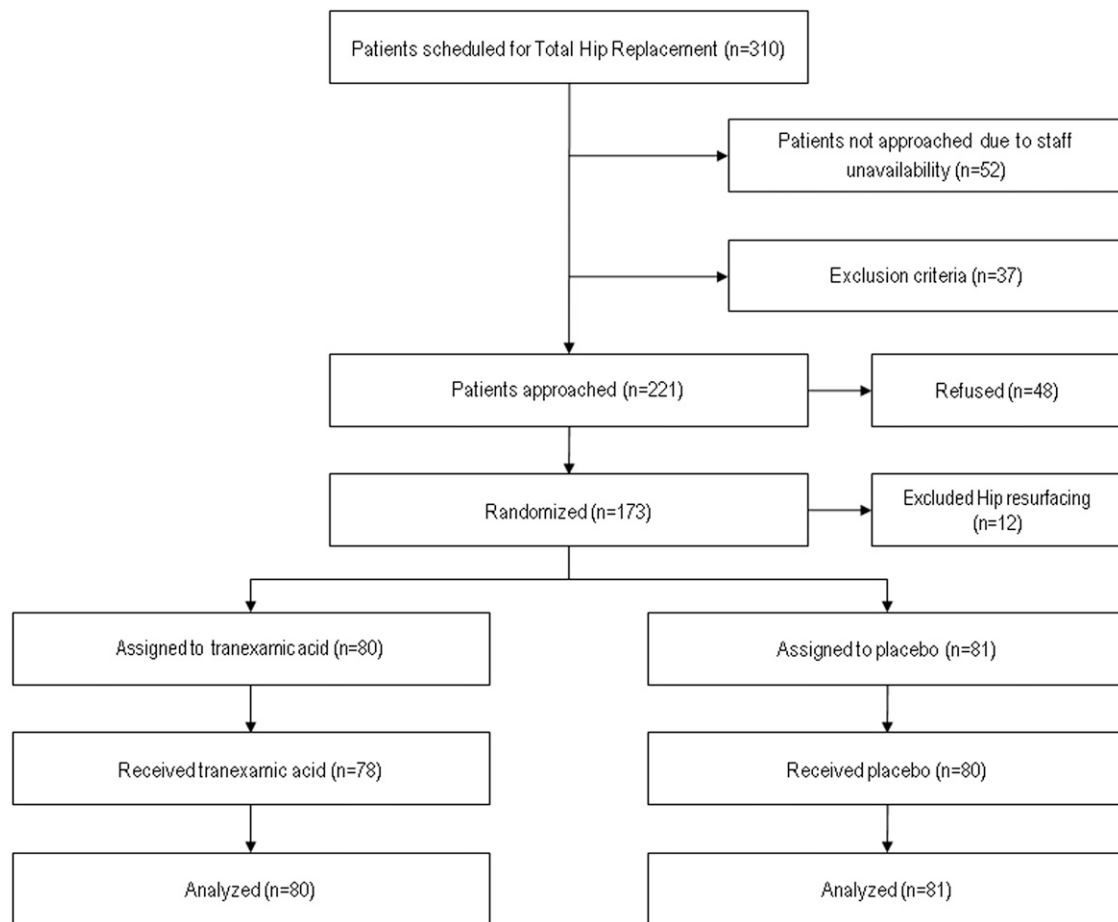 Patients scheduled for Total Hip Replacement (n=310)
Patients not approached due to staff
unavailability (n=52)
Exclusion criteria (n=37)
Patients approached (n=221)
Refused (n=48)
Randomized (n=173)
Excluded Hip resurfacing
(n=12)
Assigned to tranexamic acid (n=80)
Assigned to placebo (n=81)
Received tranexamic acid (n=78)
Received placebo (n=80)
Analyzed (n=80)
Analyzed (n=81)